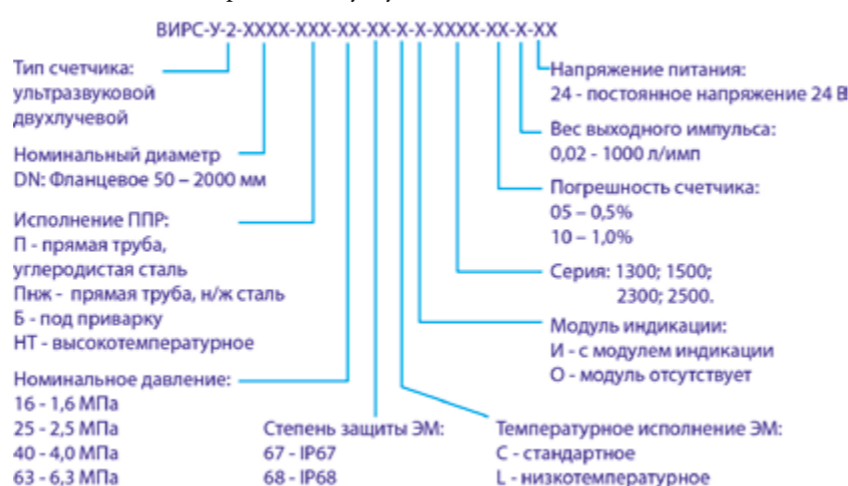 ВИРС-У-2-XXXX-XXX-XX-XX-X-X-XXXX-XX-X-XX
Тип счетчика:
ультразвуковой
двухлучевой
Номинальный диаметр
DN: Фланцевое 50 – 2000 мм
Исполнение ППР:
П - прямая труба,
углеродистая сталь
Пнж - прямая труба, н/ж сталь
Б - под приварку
НТ - высокотемпературное
Номинальное давление:
16 - 1,6 МПа
25 - 2,5 МПа
40 - 4,0 МПа
63 - 6,3 МПа
Степень защиты ЭМ:
67 - IP67
68 - IP68
Температурное исполнение ЭМ:
С - стандартное
L - низкотемпературное
Напряжение питания:
24 - постоянное напряжение 24 В
Вес выходного импульса:
0,02 - 1000 л/имп
Погрешность счетчика:
05 – 0,5%
10 – 1,0%
Серия: 1300; 1500;
2300; 2500.
Модуль индикации:
И - с модулем индикации
О - модуль отсутствует